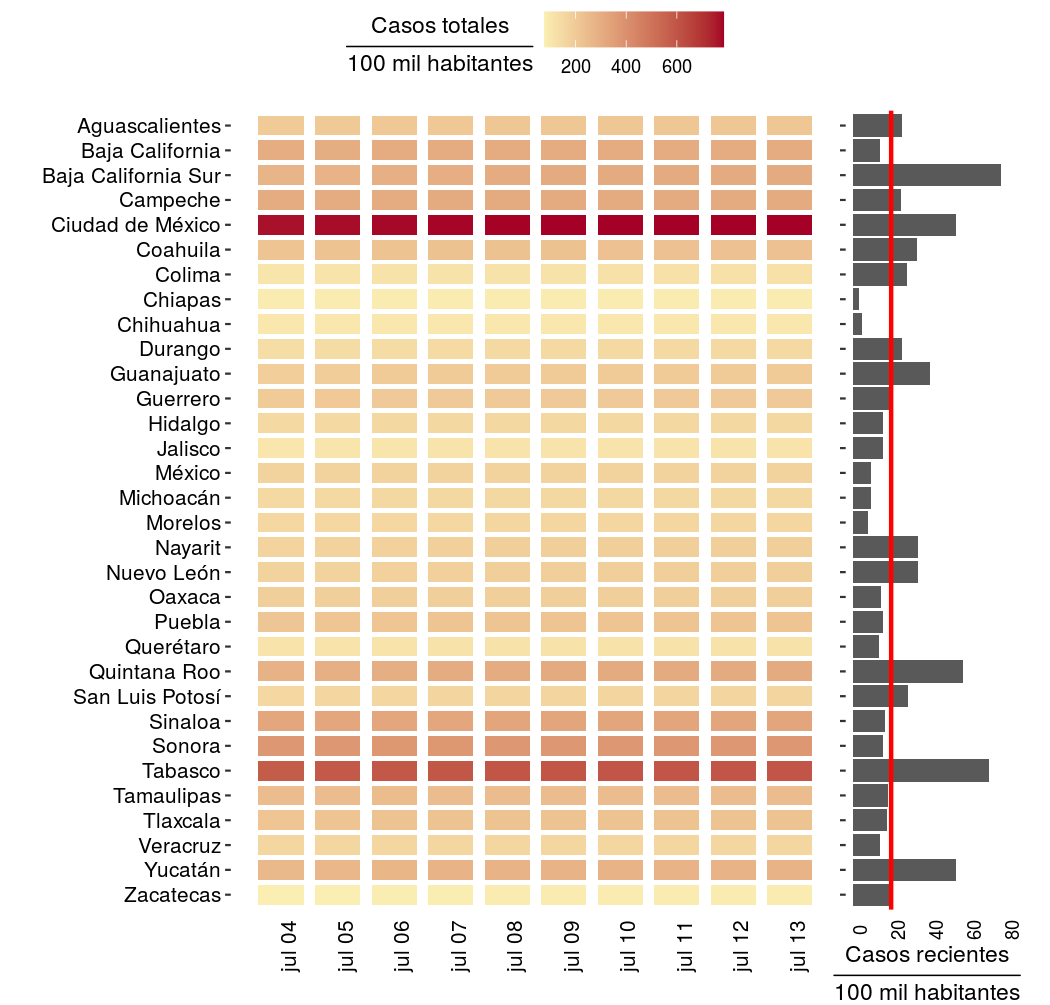 Casos totales
100 mil habitantes
200 400 600
Aguascalientes
Baja California
Baja California Sur
Campeche
Ciudad de México
Coahuila
Colima
Chiapas
Chihuahua
Durango
Guanajuato
Guerrero
Hidalgo
Jalisco
México
Michoacán
Morelos
Nayarit
Nuevo León
Oaxaca
Puebla
Querétaro
Quintana Roo
San Luis Potosí
Sinaloa
Sonora
Tabasco
Tamaulipas
Tlaxcala
Veracruz
Yucatán
Zacatecas
jul 04
jul 05
jul 06
jul 07
jul 08
jul 09
jul 10
jul 11
jul 12
jul 13
0
20
40
60
80
Casos recientes
100 mil habitantes